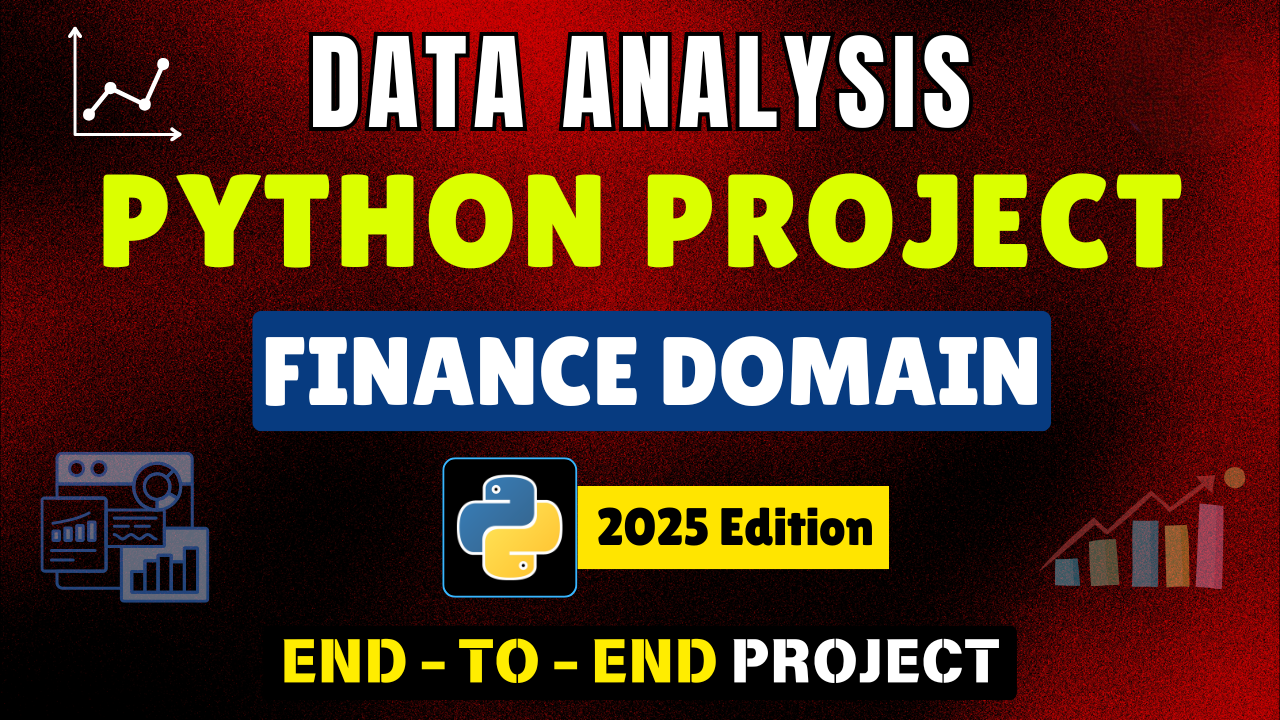 DATA ANALYSIS
PYTHON PROJECT
FINANCE DOMAIN
2025 Edition
END - TO - END PROJECT